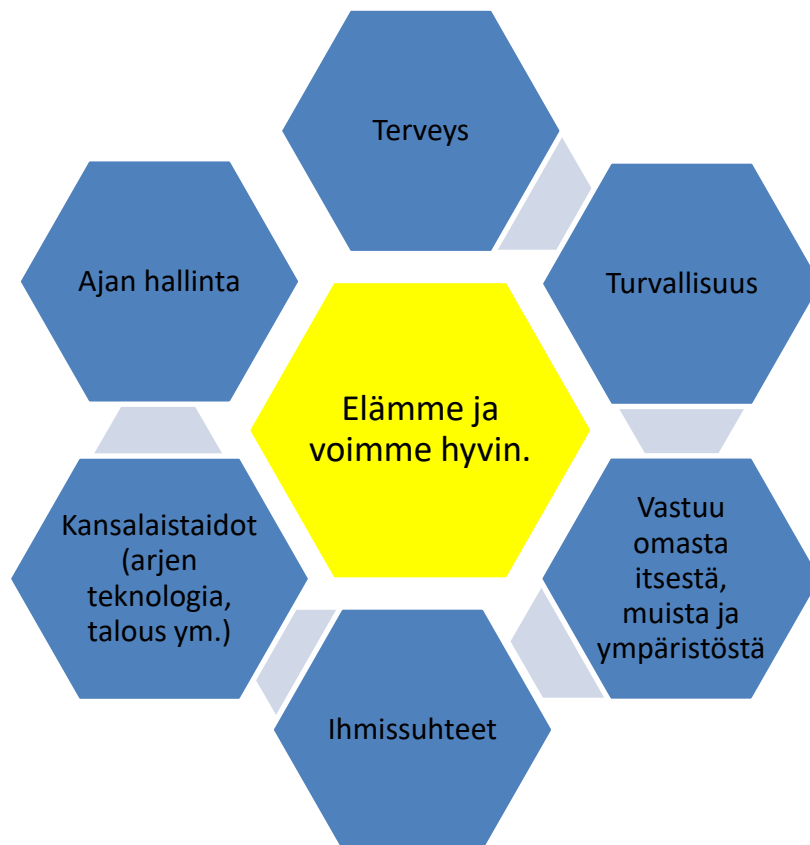 Terveys
Turvallisuus
Ajan hallinta
Elämme ja
voimme hyvin.
Vastuu
omasta
itsestä,
muista ja
ympäristöstä
Kansalaistaidot
(arjen
teknologia,
talous ym.)
Ihmissuhteet